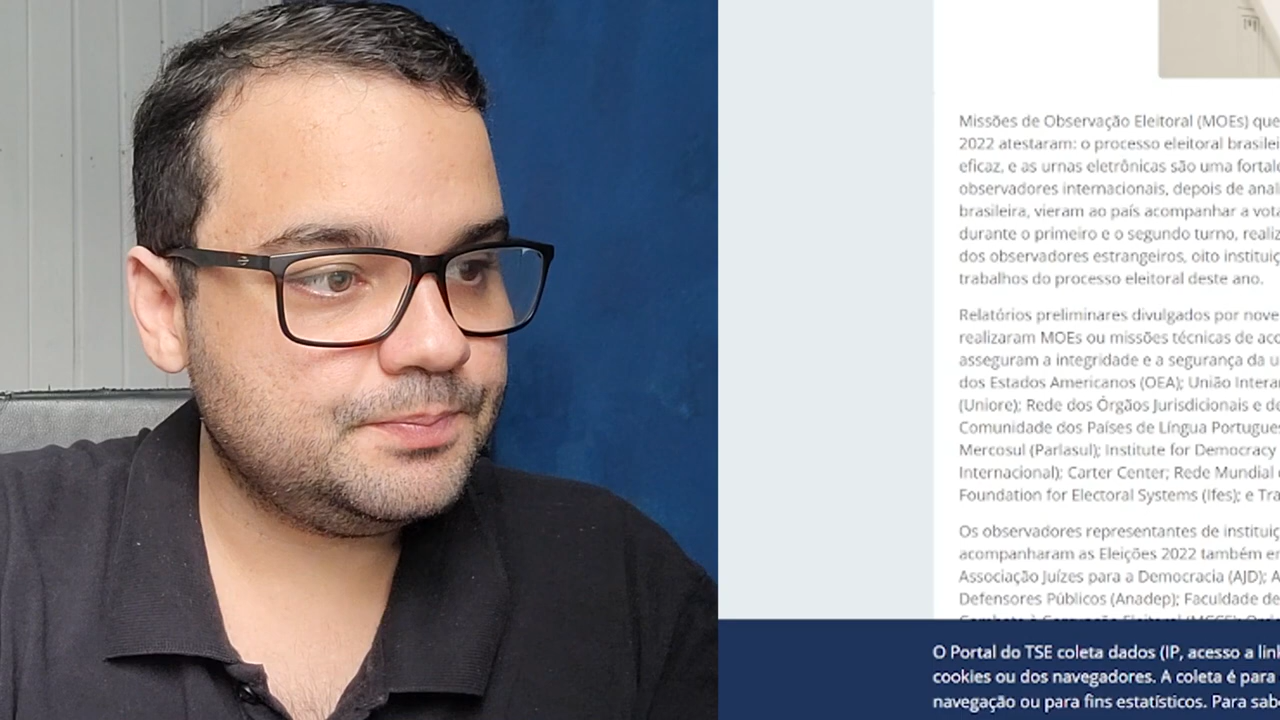 Missões de Observação Eleitoral (MOEs) que
2022 atestaram: o processo eleitoral brasilei
eficaz, e as urnas eletrônicas são uma fortale
observadores internacionais, depois de anal
brasileira, vieram ao país acompanhar a vot
durante o primeiro e o segundo turno, realiz
dos observadores estrangeiros, oito instituiç
trabalhos do processo eleitoral deste ano.
Relatórios preliminares divulgados por nove
realizaram MOEs ou missões técnicas de aco
asseguram a integridade e a segurança da u
dos Estados Americanos (OEA); União Intera
(Uniore); Rede dos Órgãos Jurisdicionais e de
Comunidade dos Países de Língua Portugues
Mercosul (Parlasul); Institute for Democracy
Internacional); Carter Center; Rede Mundial
Foundation for Electoral Systems (Ifes); e Tra
Os observadores representantes de instituiç
acompanharam as Eleições 2022 também en
Associação Juízes para a Democracia (AJD); A
Defensores Públicos (Anadep); Faculdade de
O Portal do TSE coleta dados (IP, acesso a link
cookies ou dos navegadores. A coleta é para
navegação ou para fins estatísticos. Para sab